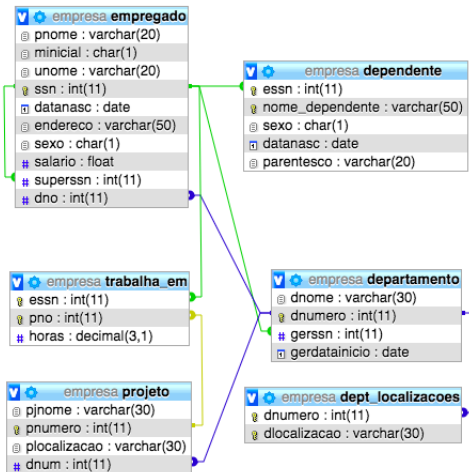 empresa empregado
pnome : varchar(20)
minicial : char(1)
unome : varchar(20)
ssn : int(11)
datanasc : date
endereco : varchar(50)
sexo : char(1)
# salario : float
# superssn : int(11)
# dno : int(11)
empresa dependente
essn : int(11)
nome_dependente : varchar(50)
sexo : char(1)
datanasc : date
parentesco : varchar(20)
empresa trabalha_em
essn : int(11)
pno : int(11)
# horas : decimal(3,1)
empresa departamento
dnome : varchar(30)
dnumero : int(11)
# gerssn : int(11)
gerdatainicio : date
empresa projeto
pjnome : varchar(30)
pnumero : int(11)
plocalizacao : varchar(30)
# dnum : int(11)
empresa dept_localizacoes
dnumero : int(11)
dlocalizacao : varchar(30)